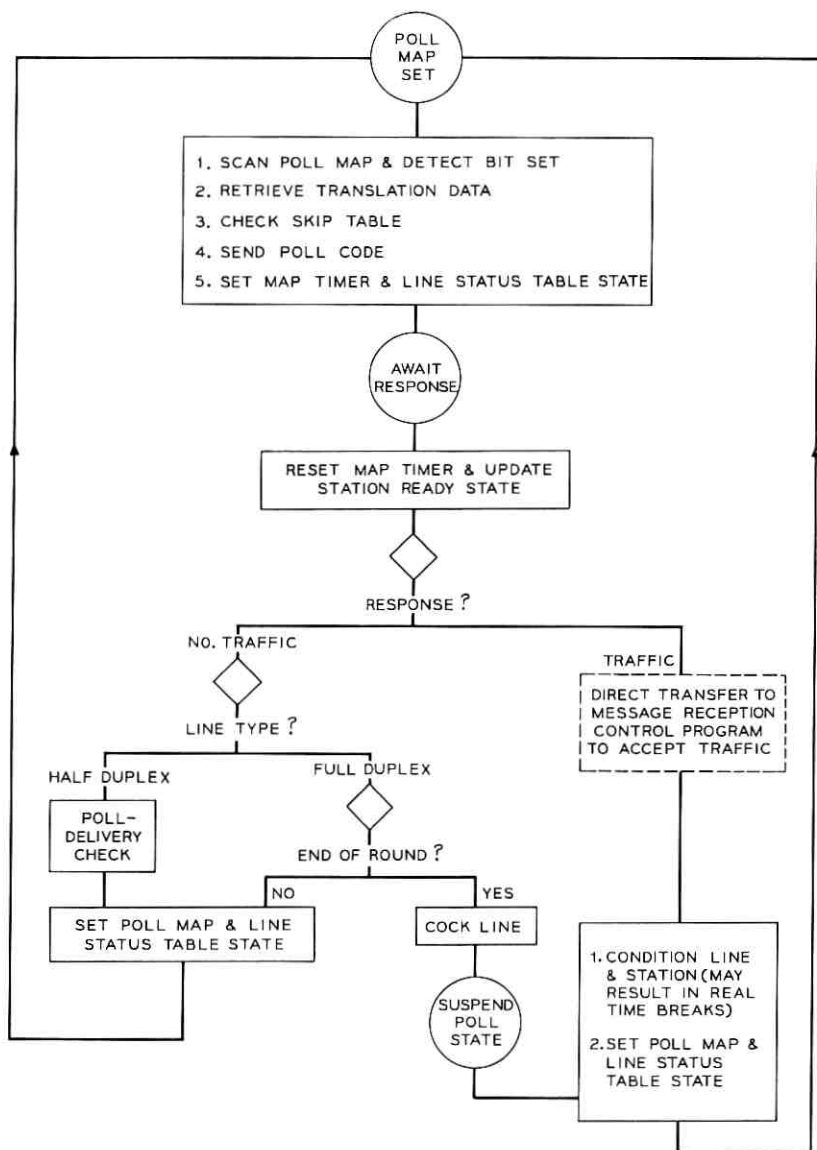 POLL
MAP
SET
1. SCAN POLL MAP & DETECT BIT SET
2. RETRIEVE TRANSLATION DATA
3. CHECK SKIP TABLE
4. SEND POLL CODE
5. SET MAP TIMER & LINE STATUS TABLE STATE
AWAIT
RESPONSE
RESET MAP TIMER & UPDATE
STATION READY STATE
RESPONSE?
NO. TRAFFIC
TRAFFIC
DIRECT TRANSFER TO
MESSAGE RECEPTION
CONTROL PROGRAM
TO ACCEPT TRAFFIC
LINE TYPE?
HALF DUPLEX
FULL DUPLEX
POLL-
DELIVERY
CHECK
END OF ROUND?
NO
YES
SET POLL MAP & LINE
STATUS TABLE STATE
COCK LINE
SUSPEND
POLL
STATE
1. CONDITION LINE
& STATION (MAY
RESULT IN REAL
TIME BREAKS)
2. SET POLL MAP &
LINE STATUS
TABLE STATE